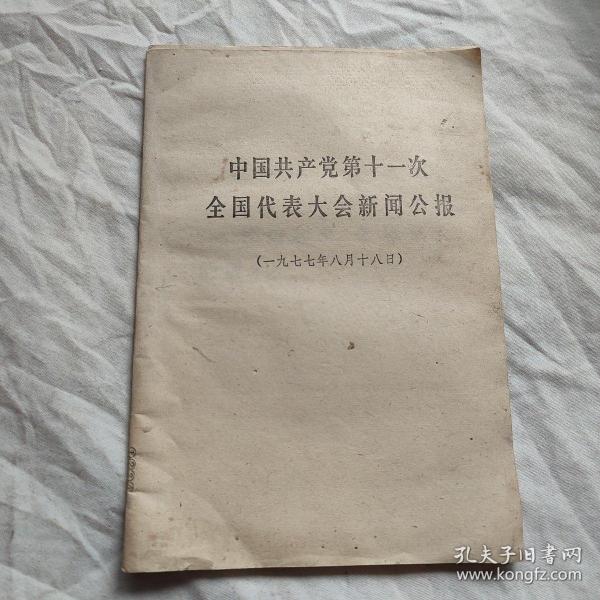 中国共产党第十一次
全国代表大会新闻公报
(一九七七年八月十八日)
孔夫子旧书网
www.kongfz.com